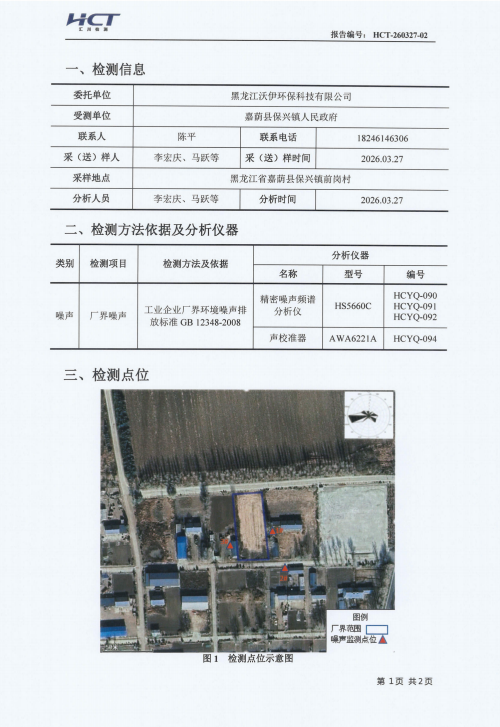 HCT
汇川检测
报告编号： HCT-260327-02
一、检测信息
委托单位 黑龙江沃伊环保科技有限公司
受测单位 嘉荫县保兴镇人民政府
联系人 陈平 联系电话 18246146306
采（送）样人 李宏庆、马跃等 采（送）样时间 2026.03.27
采样地点 黑龙江省嘉荫县保兴镇前岗村
分析人员 李宏庆、马跃等 分析时间 2026.03.27
二、检测方法依据及分析仪器
类别 检测项目 检测方法及依据 分析仪器
名称 型号 编号
噪声 厂界噪声 工业企业厂界环境噪声排
放标准 GB 12348-2008
精密噪声频谱
分析仪
HS5660C
HCYQ-090
HCYQ-091
HCYQ-092
声校准器 AWA6221A HCYQ-094
三、检测点位
图例
厂界范围
噪声监测点位
图 1 检测点位示意图
第 1页 共2页